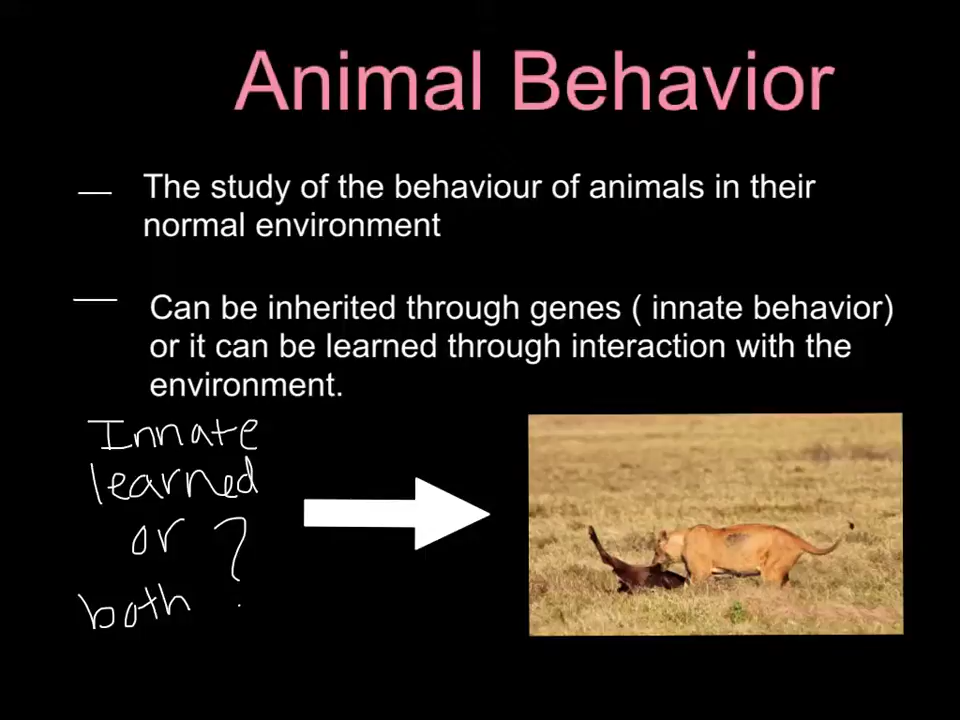 Animal Behavior
The study of the behaviour of animals in their
normal environment
Can be inherited through genes ( innate behavior)
or it can be learned through interaction with the
environment.
Innate
learned
or ?
both